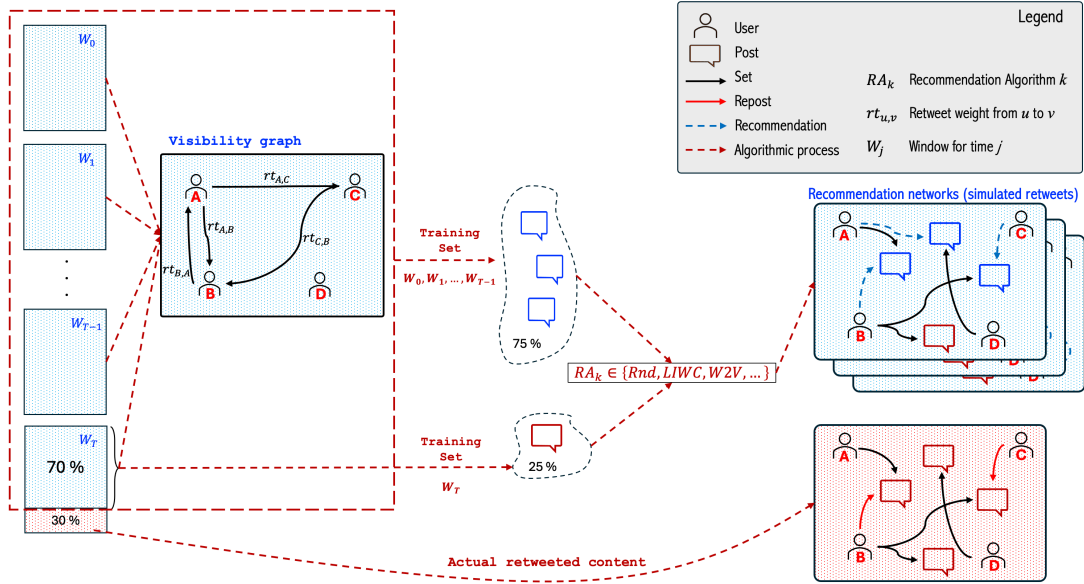 W_0
W_1
W_{T-1}
W_T
70 %
30 %
Visibility graph
rt_{A,C}
A
C
rt_{A,B}
rt_{C,B}
rt_{B,A}
B
D
Training
Set
W_0, W_1, ..., W_{T-1}
75 %
Training
Set
W_T
25 %
RA_k ∈ {Rnd, LIWC, W2V, ...}
Actual retweeted content
Legend
User
Post
Set
Repost
Recommendation
Algorithmic process
RA_k Recommendation Algorithm k
rt_{u,v} Retweet weight from u to v
W_j Window for time j
Recommendation networks (simulated retweets)
A
C
B
D
A
C
B
D